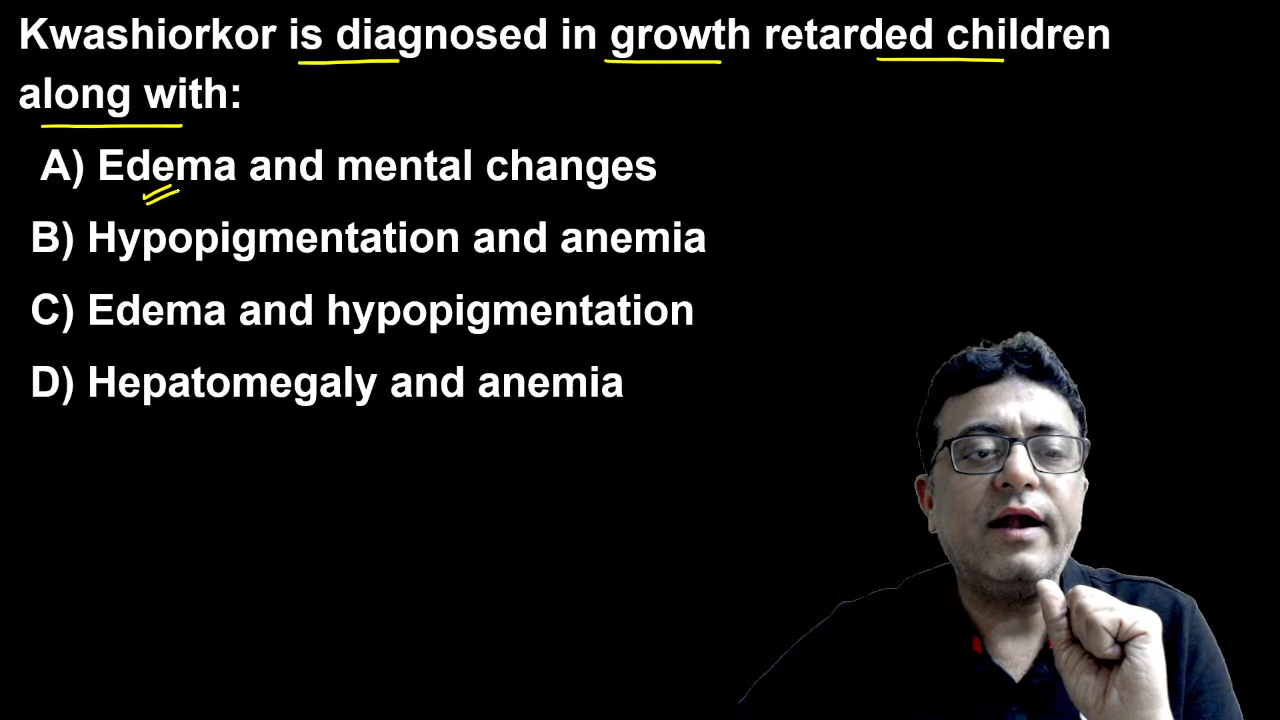 Kwashiorkor is diagnosed in growth retarded children
along with:
A) Edema and mental changes
B) Hypopigmentation and anemia
C) Edema and hypopigmentation
D) Hepatomegaly and anemia